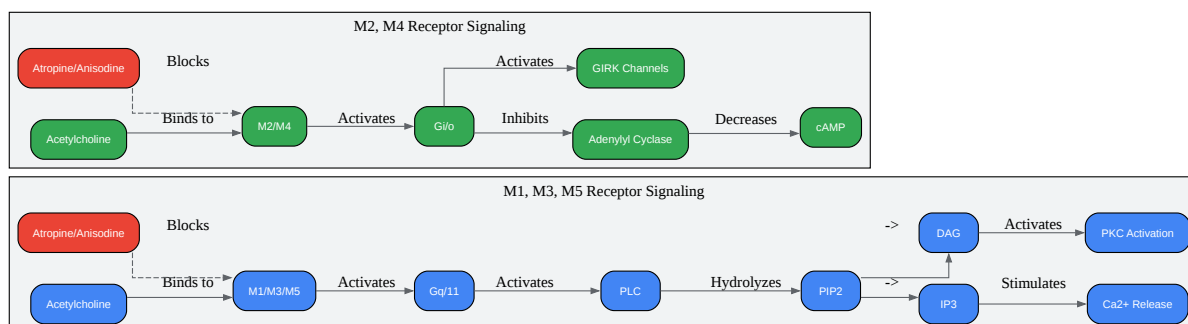 M2, M4 Receptor Signaling
Atropine/Anisodine
Blocks
Activates
GIRK Channels
Acetylcholine
Binds to
M2/M4
Activates
Gi/o
Inhibits
Adenylyl Cyclase
Decreases
cAMP
M1, M3, M5 Receptor Signaling
Atropine/Anisodine
Blocks
->
DAG
Activates
PKC Activation
Acetylcholine
Binds to
M1/M3/M5
Activates
Gq/11
Activates
PLC
Hydrolyzes
PIP2
->
IP3
Stimulates
Ca2+ Release